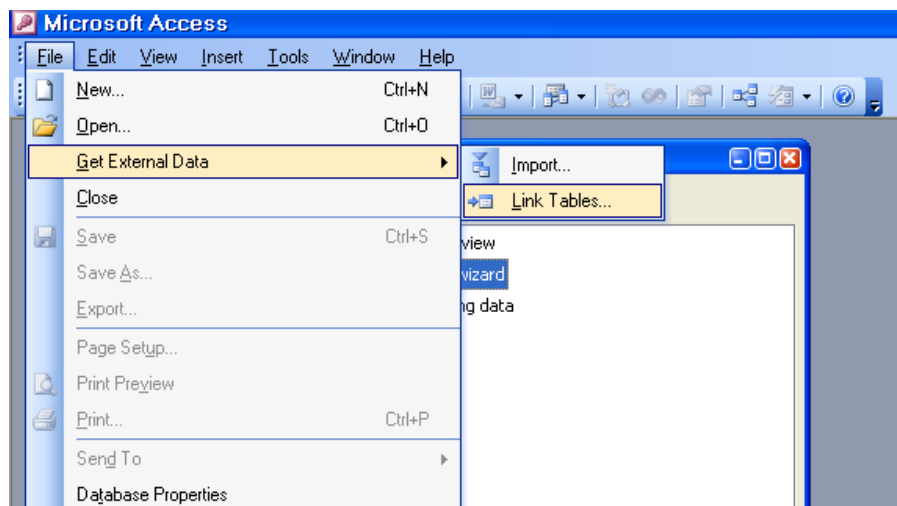 Microsoft Access
File Edit View Insert Tools Window Help
New... Ctrl+N
Open... Ctrl+O
Get External Data
Import...
Close
Link Tables...
Save Ctrl+S
view
Save As...
wizard
Export...
ng data
Page Setup...
Print Preview
Print... Ctrl+P
Send To
Database Properties